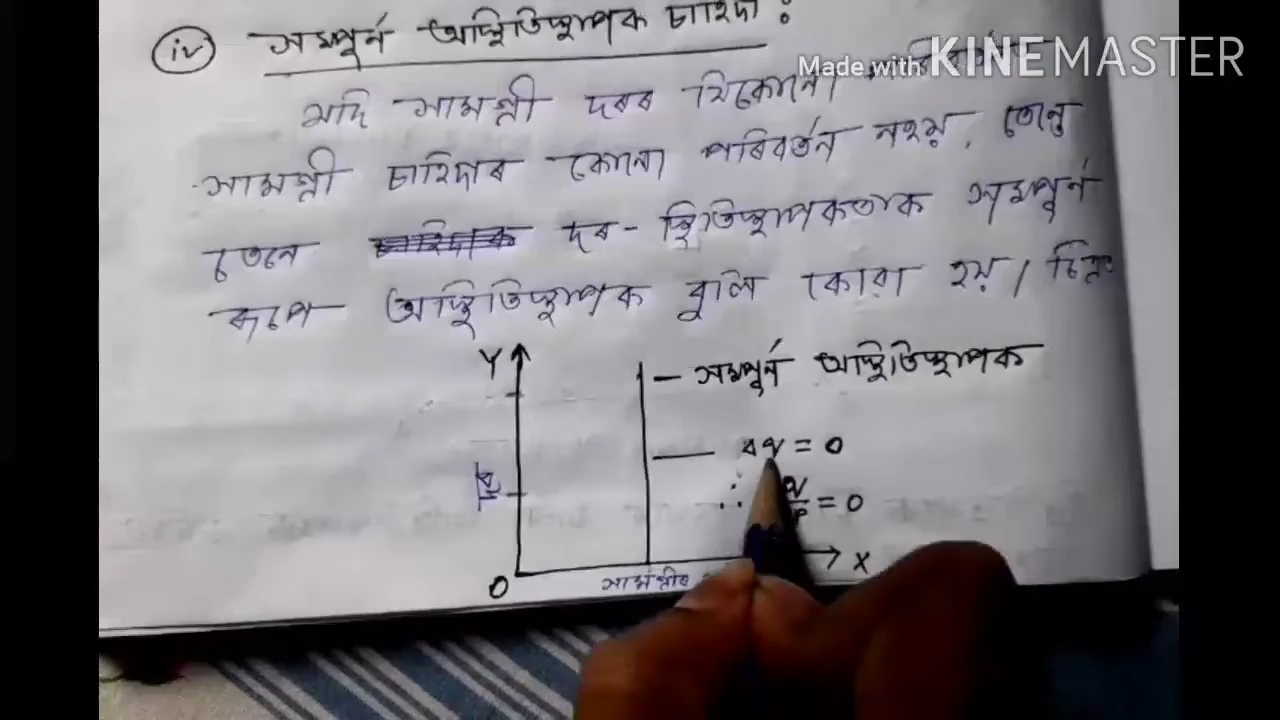 iv সম্পূৰ্ন অস্থিতিস্থাপক চাহিদা :
Made with KINEMASTER
যদি সামগ্ৰী দৰৰ যিকোনো
সামগ্ৰী চাহিদাৰ কোনো পৰিবৰ্তন নহয়, তেন্তে
তেনে দৰ-স্থিতিস্থাপকতাক সম্পূৰ্ন
ৰূপে অস্থিতিস্থাপক বুলি কোৱা হয়।
Y
— সম্পূৰ্ন অস্থিতিস্থাপক
= 0
দৰ
∴ = 0
X
O
সামগ্ৰীৰ